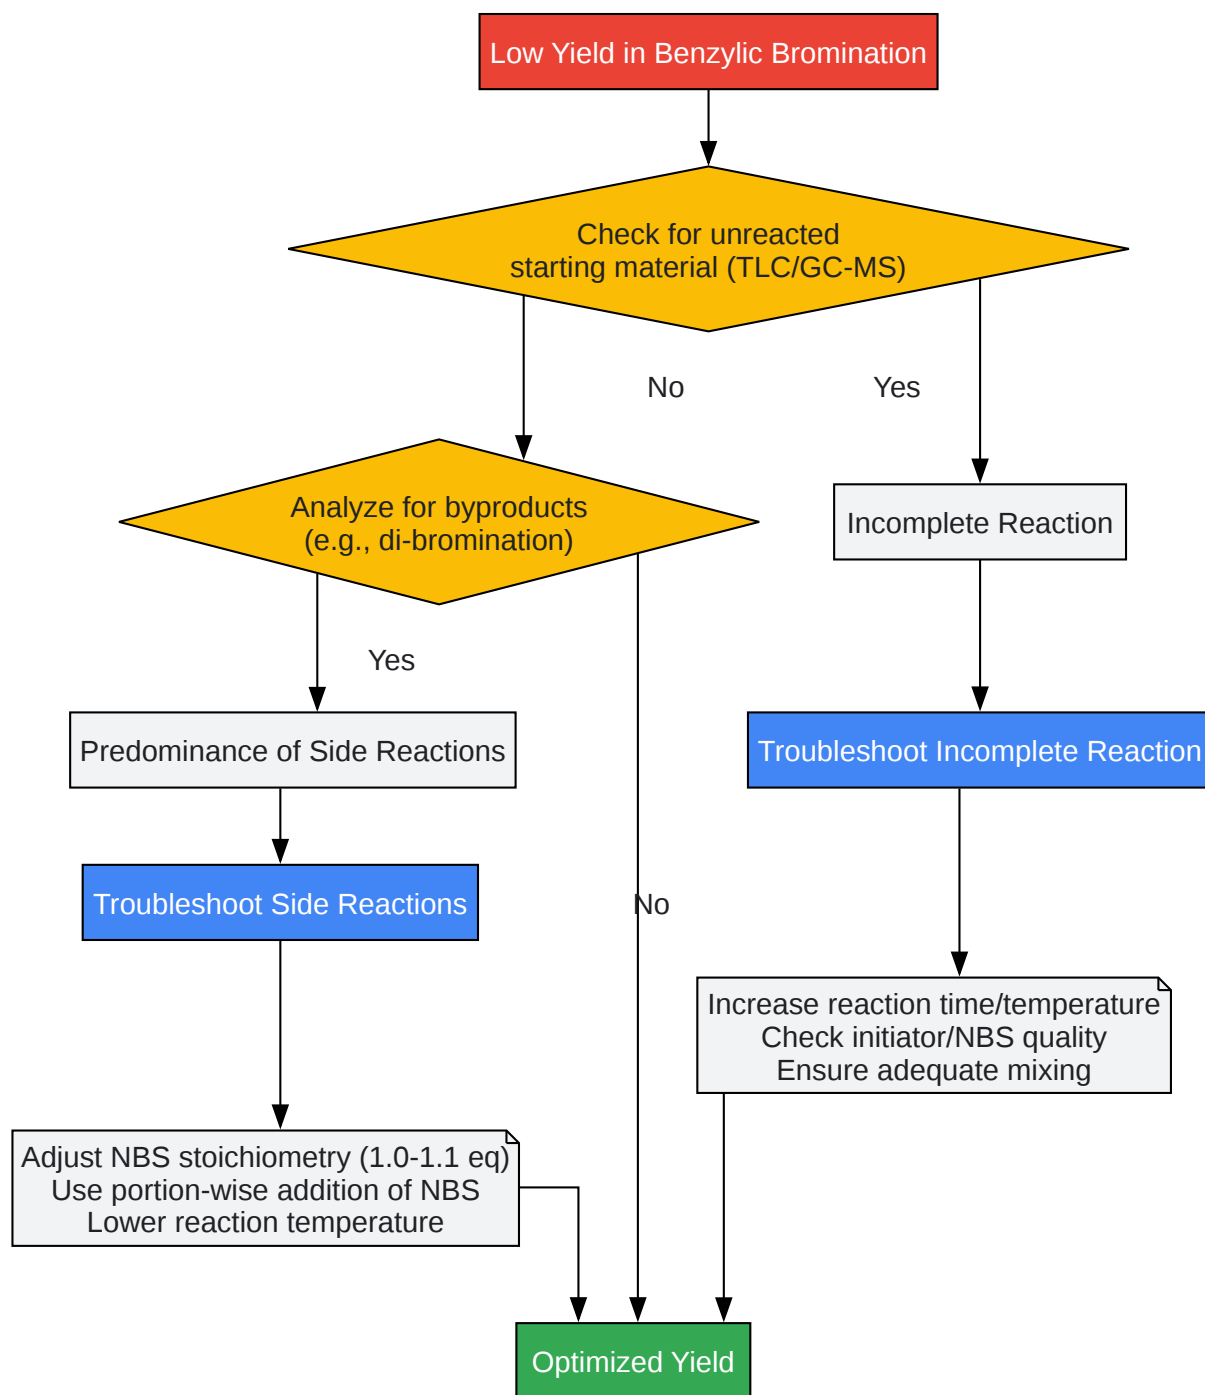 Low Yield in Benzylic Bromination
Check for unreacted
starting material (TLC/GC-MS)
No
Yes
Analyze for byproducts
(e.g., di-bromination)
Incomplete Reaction
Yes
Predominance of Side Reactions
Troubleshoot Incomplete Reaction
Troubleshoot Side Reactions
No
Increase reaction time/temperature
Check initiator/NBS quality
Ensure adequate mixing
Adjust NBS stoichiometry (1.0-1.1 eq)
Use portion-wise addition of NBS
Lower reaction temperature
Optimized Yield